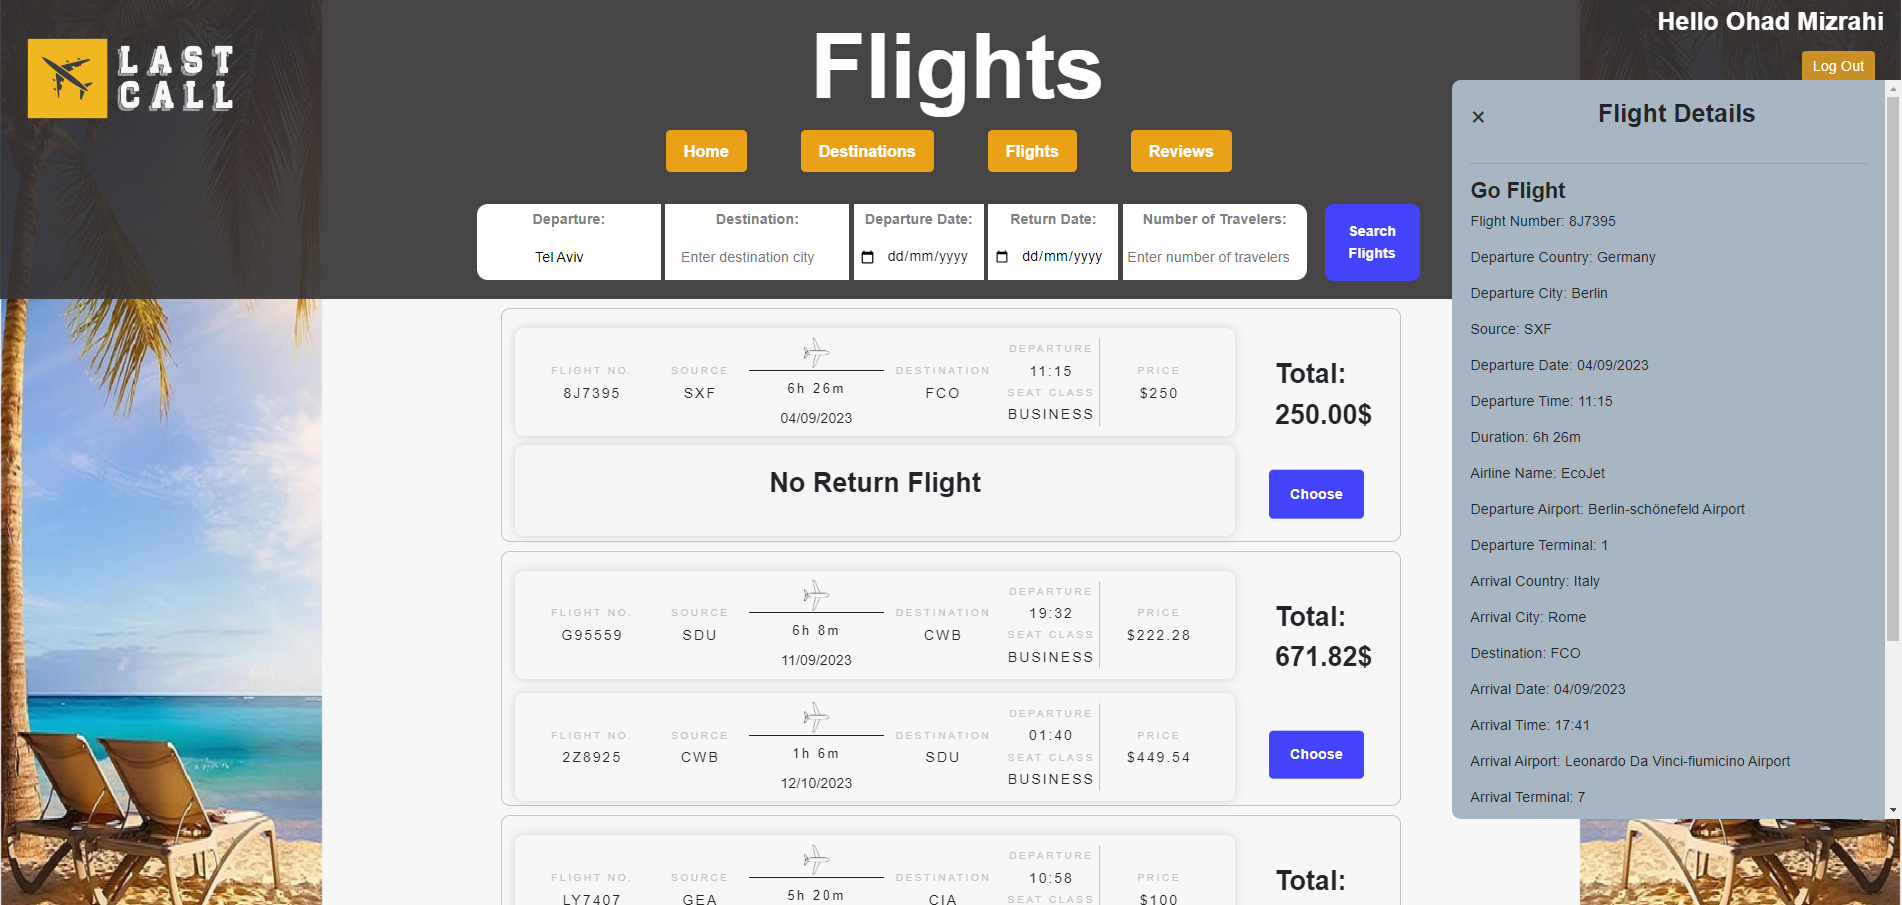 LAST
CALL
Flights
Hello Ohad Mizrahi
Log Out
Home
Destinations
Flights
Reviews
Departure:
Tel Aviv
Destination:
Enter destination city
Departure Date:
dd/mm/yyyy
Return Date:
dd/mm/yyyy
Number of Travelers:
Enter number of travelers
Search
Flights
FLIGHT NO.
8J7395
SOURCE
SXF
6h 26m
04/09/2023
DESTINATION
FCO
DEPARTURE
11:15
SEAT CLASS
BUSINESS
PRICE
$250
No Return Flight
Total:
250.00$
Choose
FLIGHT NO.
G95559
SOURCE
SDU
6h 8m
11/09/2023
DESTINATION
CWB
DEPARTURE
19:32
SEAT CLASS
BUSINESS
PRICE
$222.28
FLIGHT NO.
2Z8925
SOURCE
CWB
1h 6m
12/10/2023
DESTINATION
SDU
DEPARTURE
01:40
SEAT CLASS
BUSINESS
PRICE
$449.54
Total:
671.82$
Choose
FLIGHT NO.
LY7407
SOURCE
GEA
5h 20m
DESTINATION
CIA
DEPARTURE
10:58
SEAT CLASS
PRICE
$100
Total:
×
Flight Details
Go Flight
Flight Number: 8J7395
Departure Country: Germany
Departure City: Berlin
Source: SXF
Departure Date: 04/09/2023
Departure Time: 11:15
Duration: 6h 26m
Airline Name: EcoJet
Departure Airport: Berlin-schönefeld Airport
Departure Terminal: 1
Arrival Country: Italy
Arrival City: Rome
Destination: FCO
Arrival Date: 04/09/2023
Arrival Time: 17:41
Arrival Airport: Leonardo Da Vinci-fiumicino Airport
Arrival Terminal: 7